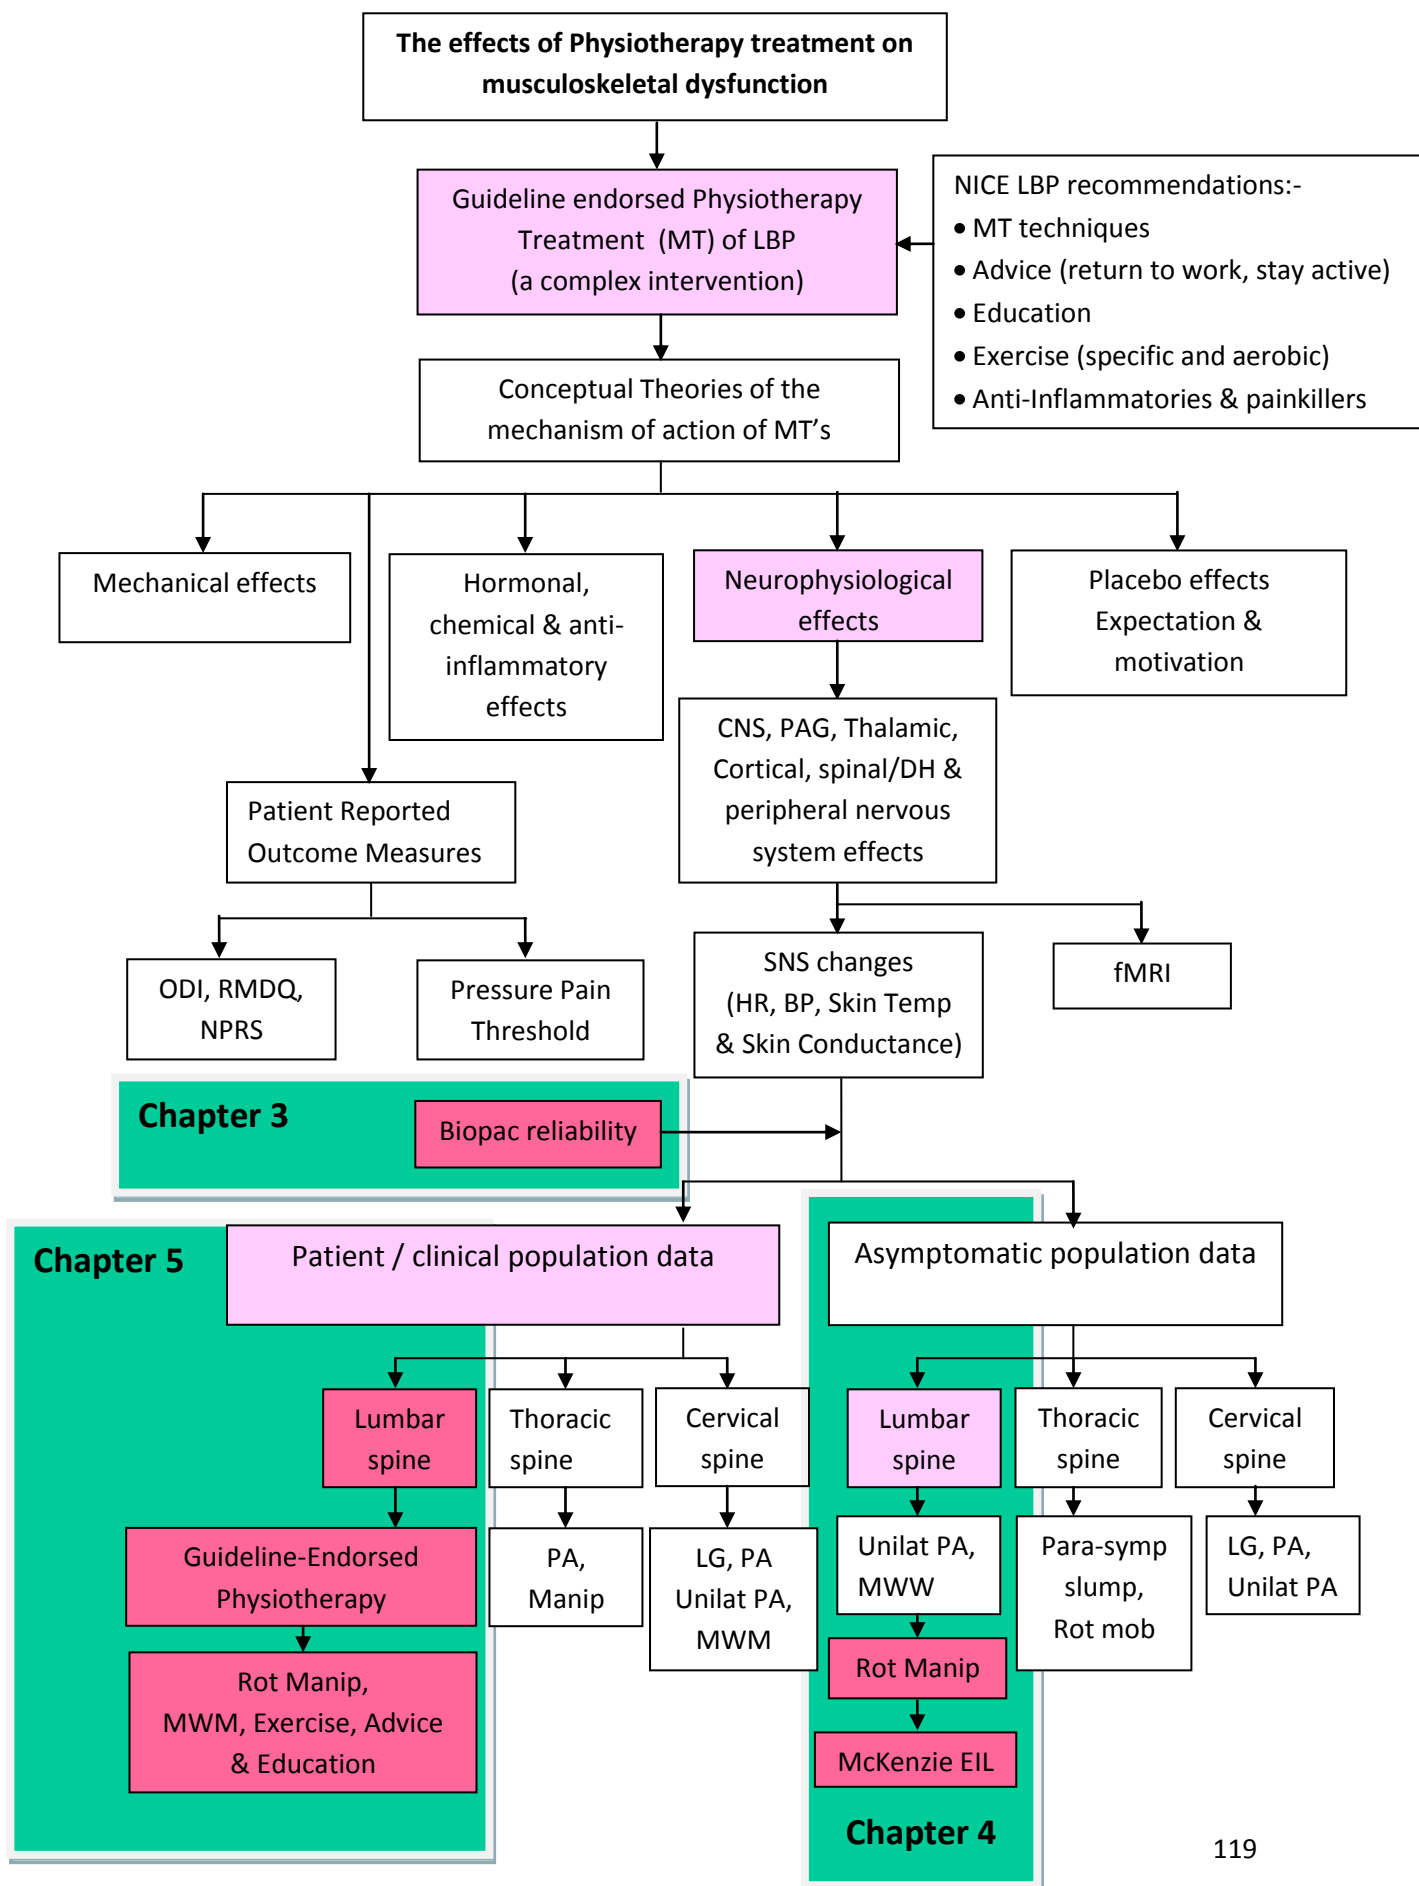 The effects of Physiotherapy treatment on
musculoskeletal dysfunction
Guideline endorsed Physiotherapy
Treatment (MT) of LBP
(a complex intervention)
NICE LBP recommendations:-
• MT techniques
• Advice (return to work, stay active)
• Education
• Exercise (specific and aerobic)
• Anti-Inflammatories & painkillers
Conceptual Theories of the
mechanism of action of MT’s
Mechanical effects
Hormonal,
chemical & anti-
inflammatory
effects
Neurophysiological
effects
Placebo effects
Expectation &
motivation
CNS, PAG, Thalamic,
Cortical, spinal/DH &
peripheral nervous
system effects
Patient Reported
Outcome Measures
ODI, RMDQ,
NPRS
Pressure Pain
Threshold
SNS changes
(HR, BP, Skin Temp
& Skin Conductance)
fMRI
Chapter 3
Biopac reliability
Chapter 5
Patient / clinical population data
Asymptomatic population data
Lumbar
spine
Thoracic
spine
Cervical
spine
Lumbar
spine
Thoracic
spine
Cervical
spine
Guideline-Endorsed
Physiotherapy
PA,
Manip
LG, PA
Unilat PA,
MWM
Unilat PA,
MWW
Para-symp
slump,
Rot mob
LG, PA,
Unilat PA
Rot Manip,
MWM, Exercise, Advice
& Education
Rot Manip
McKenzie EIL
Chapter 4
119